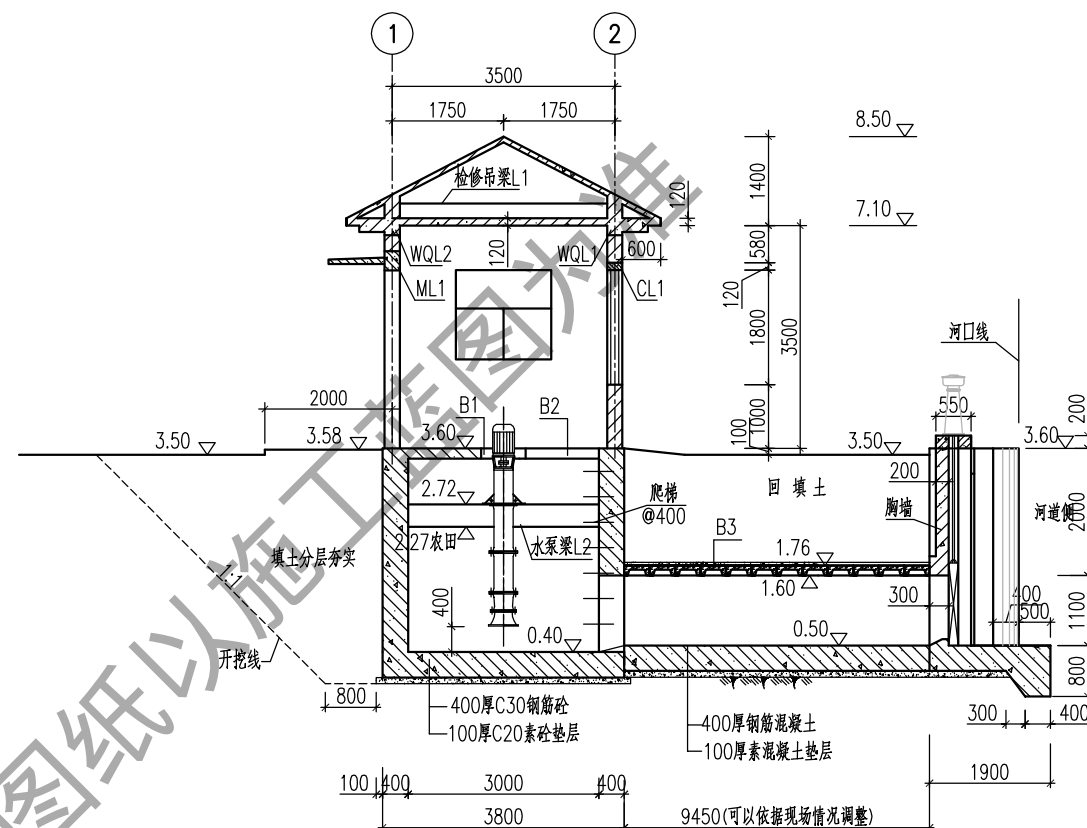 1
2
3500
1750
1750
8.50
检修吊梁L1
120
1400
7.10
WQL2
120
WQL1
600
580
ML1
CL1
120
1800
3500
河口线
2000
B1
B2
100
1000
550
200
3.50
3.58
3.60
3.50
3.60
2.72
爬梯
@400
回填土
200
胸墙
2000
河道侧
2.27农田
水泵梁L2
B3
1.76
填土分层夯实
1:1
1.60
300
400
500
1100
400
0.40
0.50
开挖线
800
800
400厚C30钢筋砼
100厚C20素砼垫层
400厚钢筋混凝土
100厚素混凝土垫层
300
400
100
400
3000
400
1900
3800
9450(可以依据现场情况调整)
图纸以施工蓝图为准